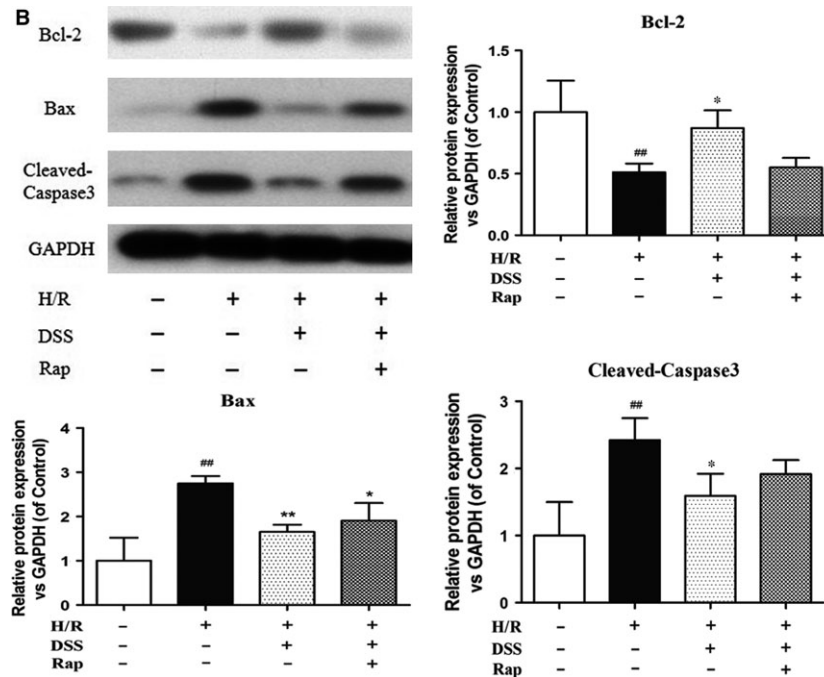 B
Bcl-2
Bax
Cleaved-
Caspase3
GAPDH
H/R − + + +
DSS − − + +
Rap − − − +
Bcl-2
Relative protein expression
vs GAPDH (of Control)
1.5
1.0
0.5
0.0
##
*
H/R − + + +
DSS − − + +
Rap − − − +
Bax
Relative protein expression
vs GAPDH (of Control)
4
3
2
1
0
##
**
*
H/R − + + +
DSS − − + +
Rap − − − +
Cleaved-Caspase3
Relative protein expression
vs GAPDH (of Control)
3
2
1
0
##
*
H/R − + + +
DSS − − + +
Rap − − − +